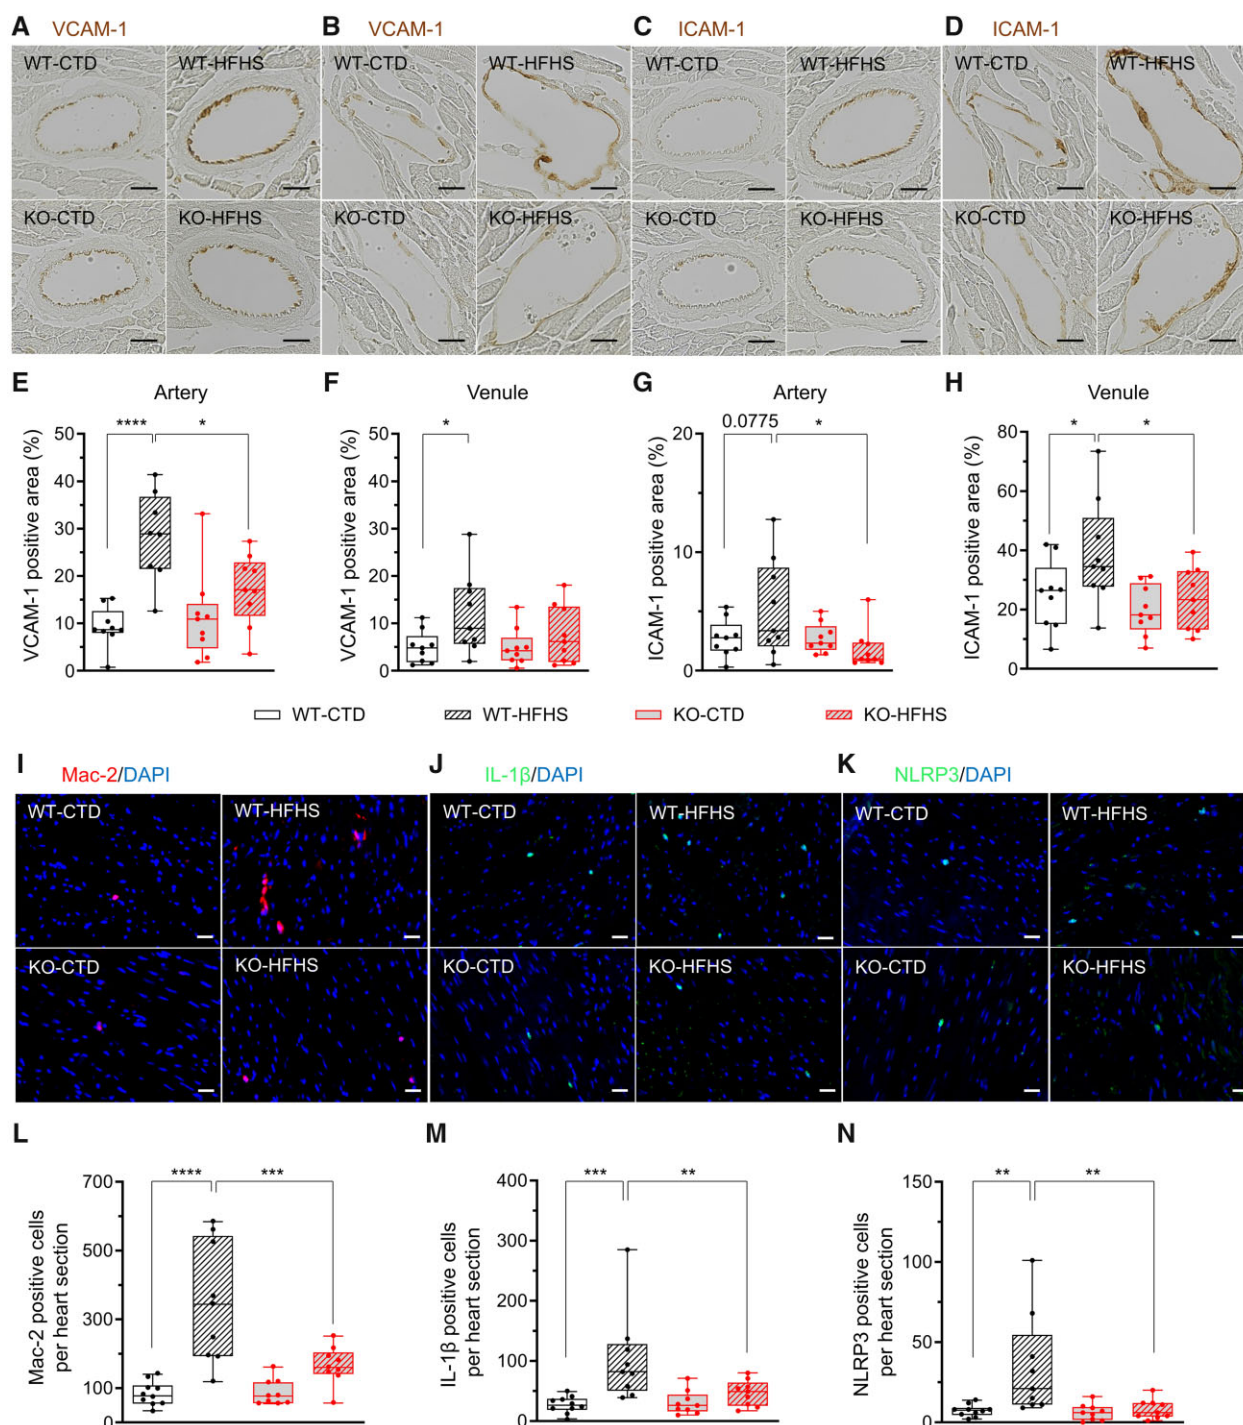 A VCAM-1 B VCAM-1 C ICAM-1 D ICAM-1
WT-CTD WT-HFHS WT-CTD WT-HFHS WT-CTD WT-HFHS WT-CTD WT-HFHS
KO-CTD KO-HFHS KO-CTD KO-HFHS KO-CTD KO-HFHS KO-CTD KO-HFHS
E Artery
VCAM-1 positive area (%)
50
40
30
20
10
0
**** *
F Venule
VCAM-1 positive area (%)
50
40
30
20
10
0
*
G Artery
ICAM-1 positive area (%)
20
10
0
0.0775 *
H Venule
ICAM-1 positive area (%)
80
60
40
20
0
* *
WT-CTD WT-HFHS KO-CTD KO-HFHS
I Mac-2/DAPI J IL-1β/DAPI K NLRP3/DAPI
WT-CTD WT-HFHS WT-CTD WT-HFHS WT-CTD WT-HFHS
KO-CTD KO-HFHS KO-CTD KO-HFHS KO-CTD KO-HFHS
L
Mac-2 positive cells
per heart section
700
500
300
100
0
**** ***
M
IL-1β positive cells
per heart section
400
300
200
100
0
*** **
N
NLRP3 positive cells
per heart section
150
100
50
0
** **